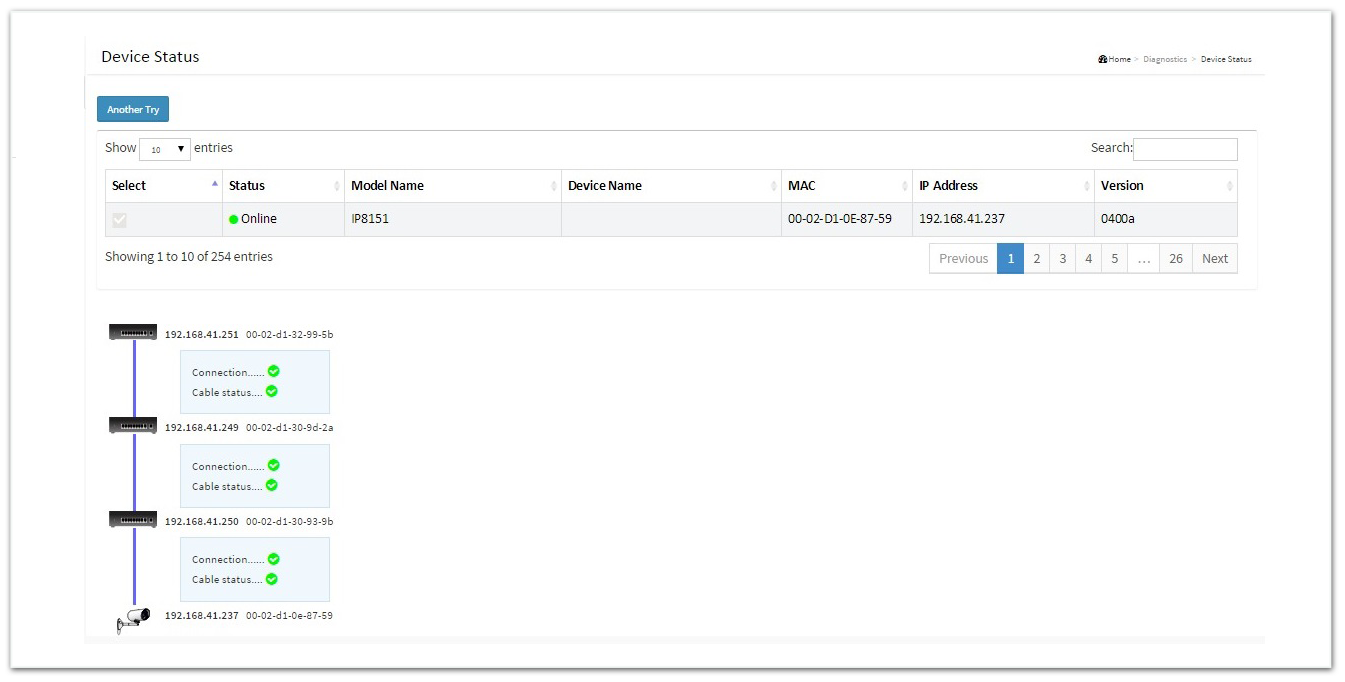 Device Status
Home > Diagnostics > Device Status
Another Try
Show 10 entries Search:
Select Status Model Name Device Name MAC IP Address Version
Online IP8151 00-02-D1-0E-87-59 192.168.41.237 0400a
Showing 1 to 10 of 254 entries Previous 1 2 3 4 5 ... 26 Next
192.168.41.251 00-02-d1-32-99-5b
Connection......
Cable status....
192.168.41.249 00-02-d1-30-9d-2a
Connection......
Cable status....
192.168.41.250 00-02-d1-30-93-9b
Connection......
Cable status....
192.168.41.237 00-02-d1-0e-87-59